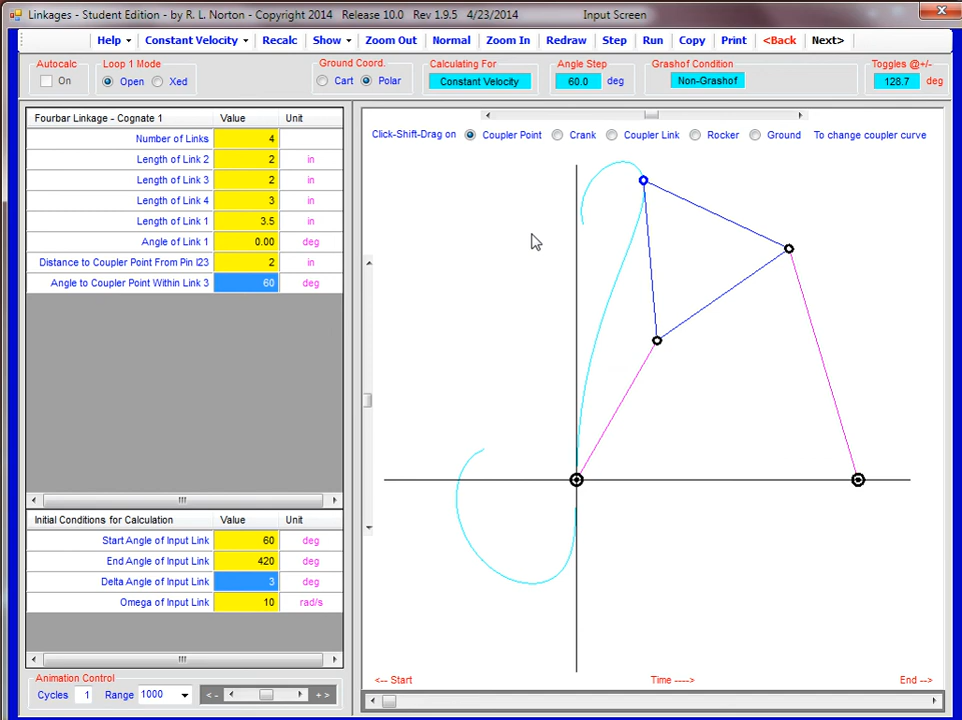 Linkages - Student Edition - by R. L. Norton - Copyright 2014 Release 10.0 Rev 1.9.5 4/23/2014 Input Screen
Help Constant Velocity Recalc Show Zoom Out Normal Zoom In Redraw Step Run Copy Print <Back Next>
Autocalc Loop 1 Mode Ground Coord. Calculating For Angle Step Grashof Condition Toggles @+/-
On Open Xed Cart Polar Constant Velocity 60.0 deg Non-Grashof 128.7 deg
Fourbar Linkage - Cognate 1 Value Unit
Number of Links 4
Length of Link 2 2 in
Length of Link 3 2 in
Length of Link 4 3 in
Length of Link 1 3.5 in
Angle of Link 1 0.00 deg
Distance to Coupler Point From Pin I23 2 in
Angle to Coupler Point Within Link 3 60 deg
Click-Shift-Drag on Coupler Point Crank Coupler Link Rocker Ground To change coupler curve
Initial Conditions for Calculation Value Unit
Start Angle of Input Link 60 deg
End Angle of Input Link 420 deg
Delta Angle of Input Link 3 deg
Omega of Input Link 10 rad/s
Animation Control
Cycles 1 Range 1000 <- +>
<-- Start Time ----> End -->